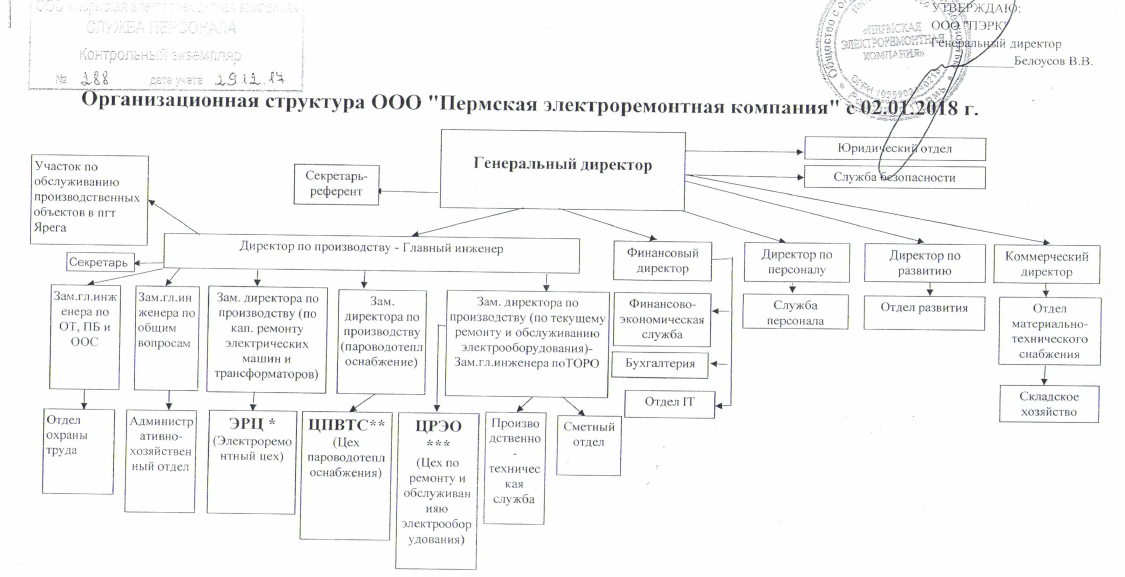 СЛУЖБА ПЕРСОНАЛА
Контрольный экземпляр
№ 288 дата учета 29.12.17
«ПЕРМСКАЯ
ЭЛЕКТРОРЕМОНТНАЯ
КОМПАНИЯ»
УТВЕРЖДАЮ:
ООО "ПЭРК"
Генеральный директор
Белоусов В.В.
Организационная структура ООО "Пермская электроремонтная компания" с 02.01.2018 г.
Генеральный директор
Юридический отдел
Служба безопасности
Секретарь-
референт
Участок по
обслуживанию
производственных
объектов в пгт
Ярега
Директор по производству - Главный инженер
Секретарь
Финансовый
директор
Директор по
персоналу
Директор по
развитию
Коммерческий
директор
Зам.гл.инж
енера по
ОТ, ПБ и
ООС
Зам.гл.ин
женера по
общим
вопросам
Зам. директора по
производству (по
кап. ремонту
электрических
машин и
трансформаторов)
Зам.
директора по
производству
(пароводотепл
оснабжение)
Зам. директора по
производству (по текущему
ремонту и обслуживанию
электрооборудования)-
Зам.гл.инженера поТОРО
Финансово-
экономическая
служба
Бухгалтерия
Отдел IT
Служба
персонала
Отдел развития
Отдел
материально-
технического
снабжения
Складское
хозяйство
Отдел
охраны
труда
Администр
ативно-
хозяйствен
ный отдел
ЭРЦ *
(Электроремо
нтный цех)
ЦПВТС**
(Цех
пароводотепл
оснабжения)
ЦРЭО
***
(Цех по
ремонту и
обслуживан
ияю
электрообор
удования)
Произво
дственно
-
техничес
кая
служба
Сметный
отдел